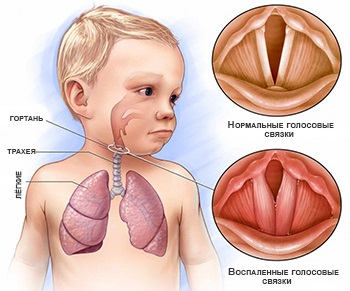 ГОРТАНЬ
ТРАХЕЯ
ЛЁГКИЕ
Нормальные голосовые
связки
Воспаленные голосовые
связки